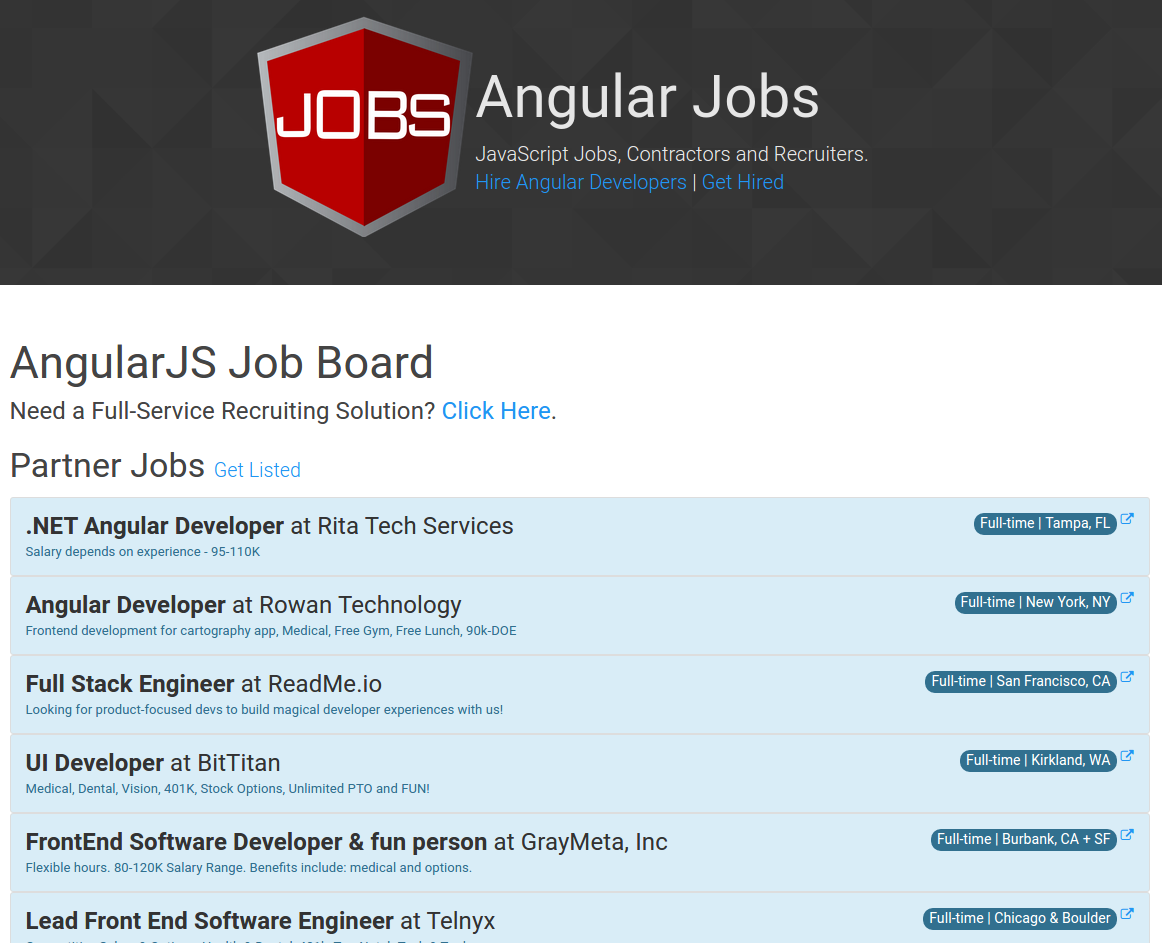 JOBS
Angular Jobs
JavaScript Jobs, Contractors and Recruiters.
Hire Angular Developers | Get Hired
AngularJS Job Board
Need a Full-Service Recruiting Solution? Click Here.
Partner Jobs Get Listed
.NET Angular Developer at Rita Tech Services
Full-time | Tampa, FL
Salary depends on experience - 95-110K
Angular Developer at Rowan Technology
Full-time | New York, NY
Frontend development for cartography app, Medical, Free Gym, Free Lunch, 90k-DOE
Full Stack Engineer at ReadMe.io
Full-time | San Francisco, CA
Looking for product-focused devs to build magical developer experiences with us!
UI Developer at BitTitan
Full-time | Kirkland, WA
Medical, Dental, Vision, 401K, Stock Options, Unlimited PTO and FUN!
FrontEnd Software Developer & fun person at GrayMeta, Inc
Full-time | Burbank, CA + SF
Flexible hours. 80-120K Salary Range. Benefits include: medical and options.
Lead Front End Software Engineer at Telnyx
Full-time | Chicago & Boulder